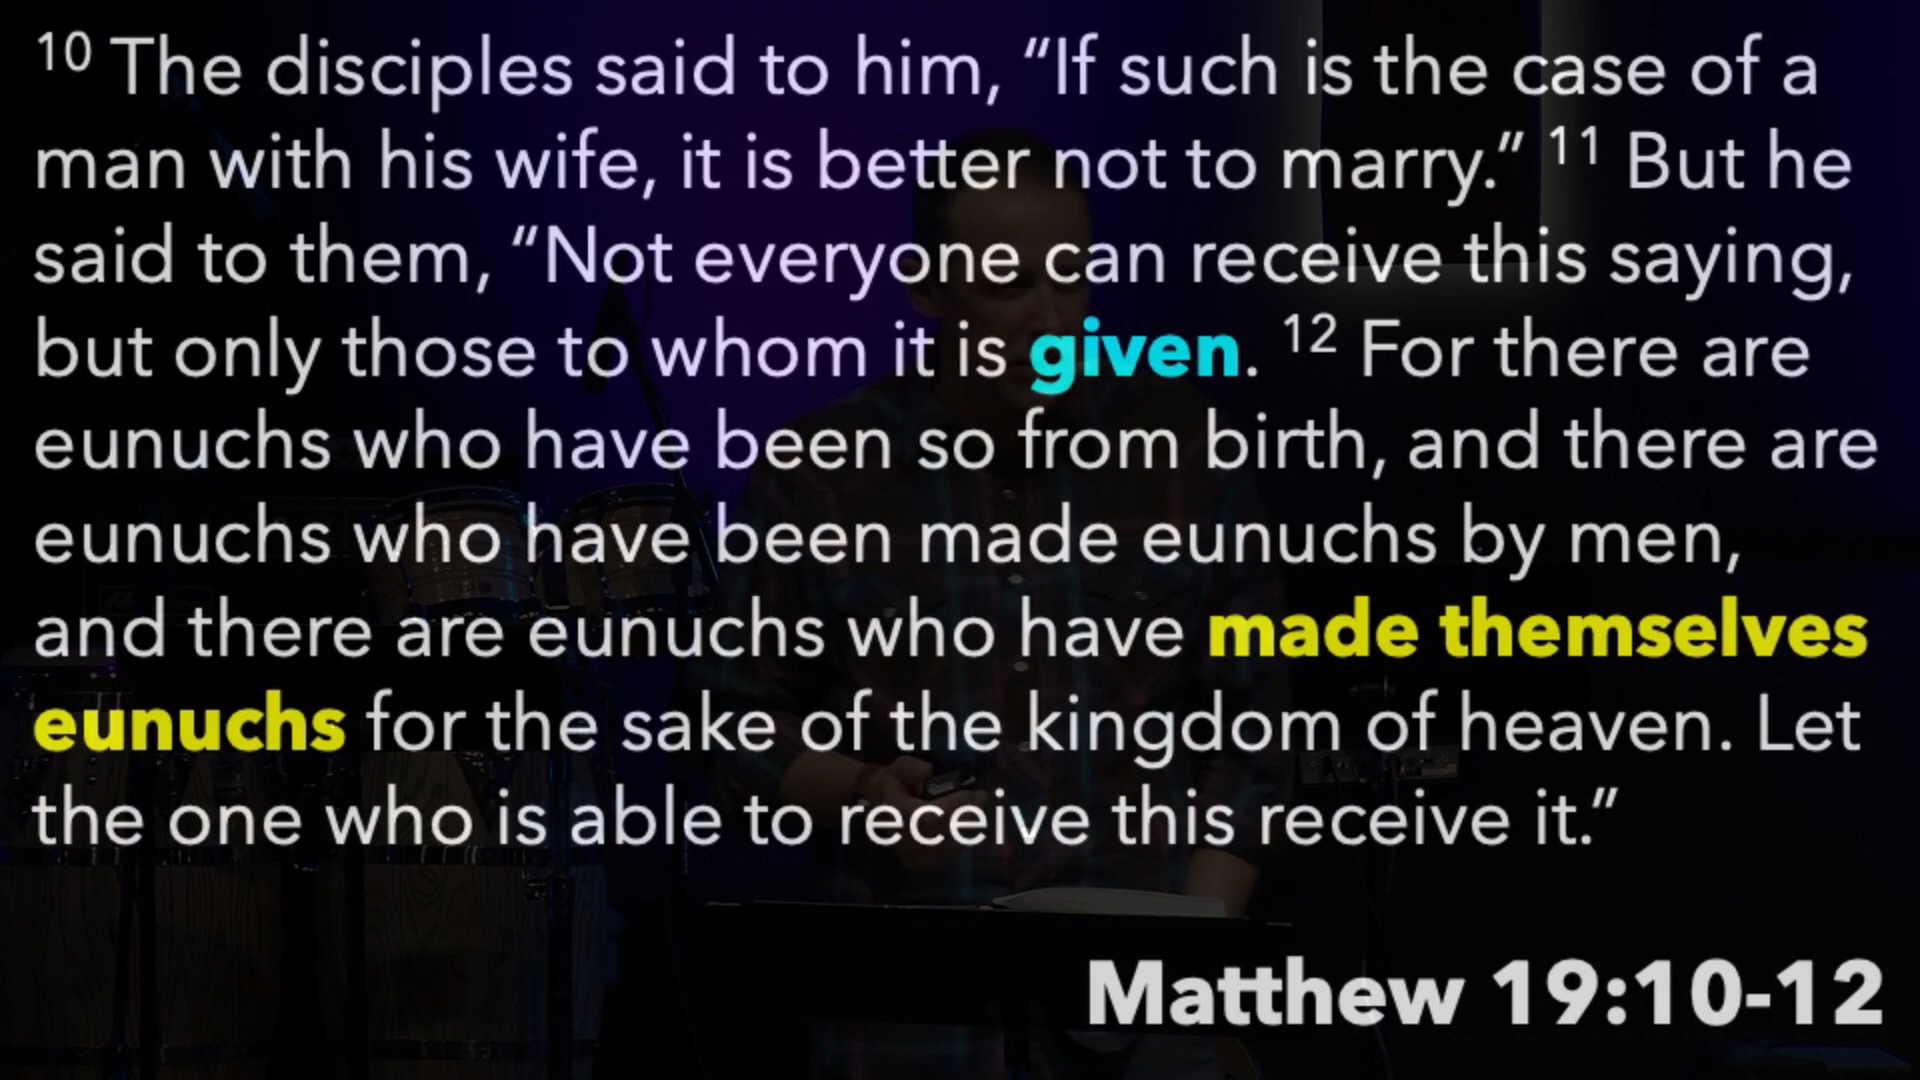 10 The disciples said to him, “If such is the case of a
man with his wife, it is better not to marry.” 11 But he
said to them, “Not everyone can receive this saying,
but only those to whom it is given. 12 For there are
eunuchs who have been so from birth, and there are
eunuchs who have been made eunuchs by men,
and there are eunuchs who have made themselves
eunuchs for the sake of the kingdom of heaven. Let
the one who is able to receive this receive it.”
Matthew 19:10-12